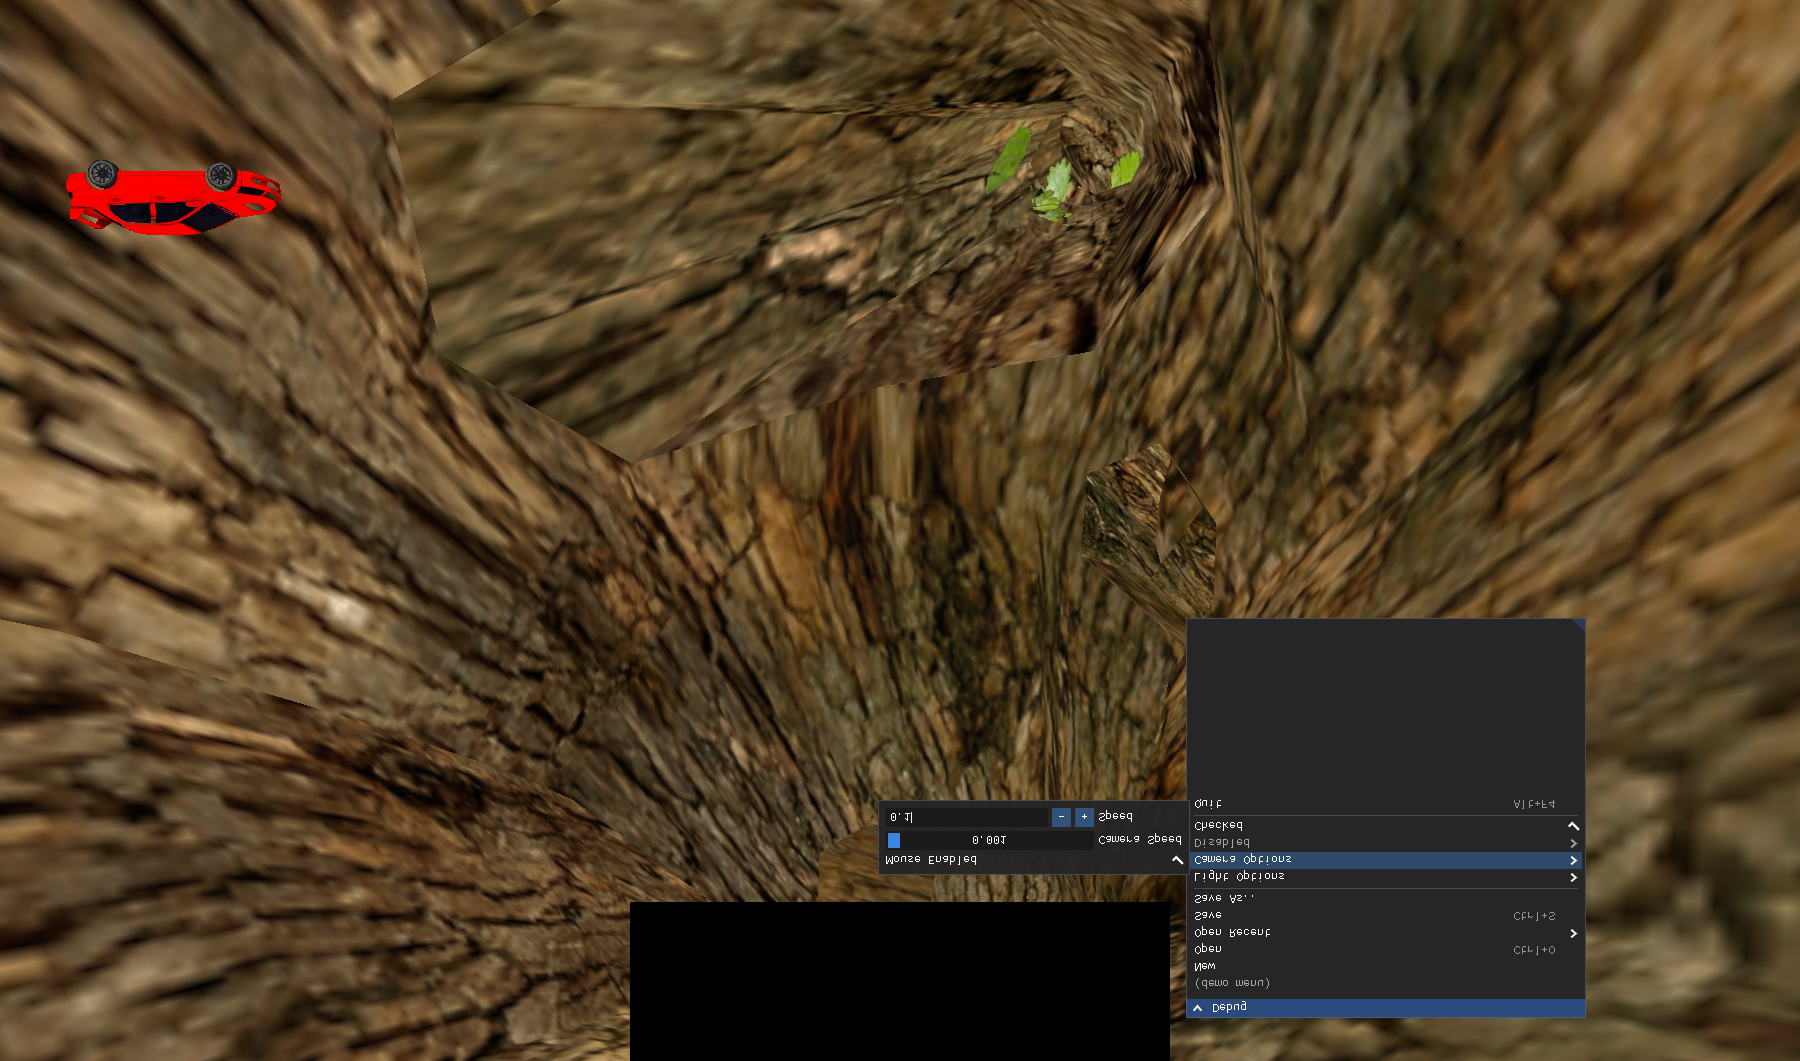 Debug
(demo menu)
New
Open Ctrl+O
Open Recent
Save Ctrl+S
Save As..
Light Options
Camera Options
Disabled
Checked
Quit Alt+F4
Mouse Enabled
0.001 Camera Speed
0.1 - + Speed